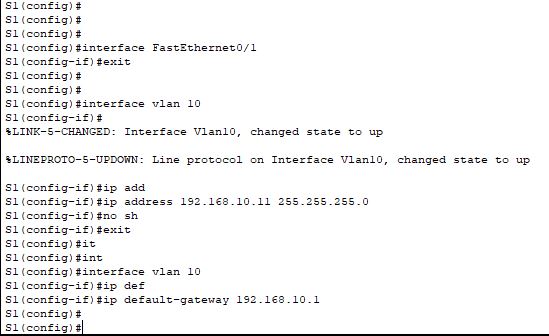 S1(config)#
S1(config)#
S1(config)#
S1(config)#interface FastEthernet0/1
S1(config-if)#exit
S1(config)#
S1(config)#
S1(config)#interface vlan 10
S1(config-if)#
%LINK-5-CHANGED: Interface Vlan10, changed state to up
%LINEPROTO-5-UPDOWN: Line protocol on Interface Vlan10, changed state to up
S1(config-if)#ip add
S1(config-if)#ip address 192.168.10.11 255.255.255.0
S1(config-if)#no sh
S1(config-if)#exit
S1(config)#it
S1(config)#int
S1(config)#interface vlan 10
S1(config-if)#ip def
S1(config-if)#ip default-gateway 192.168.10.1
S1(config)#
S1(config)#